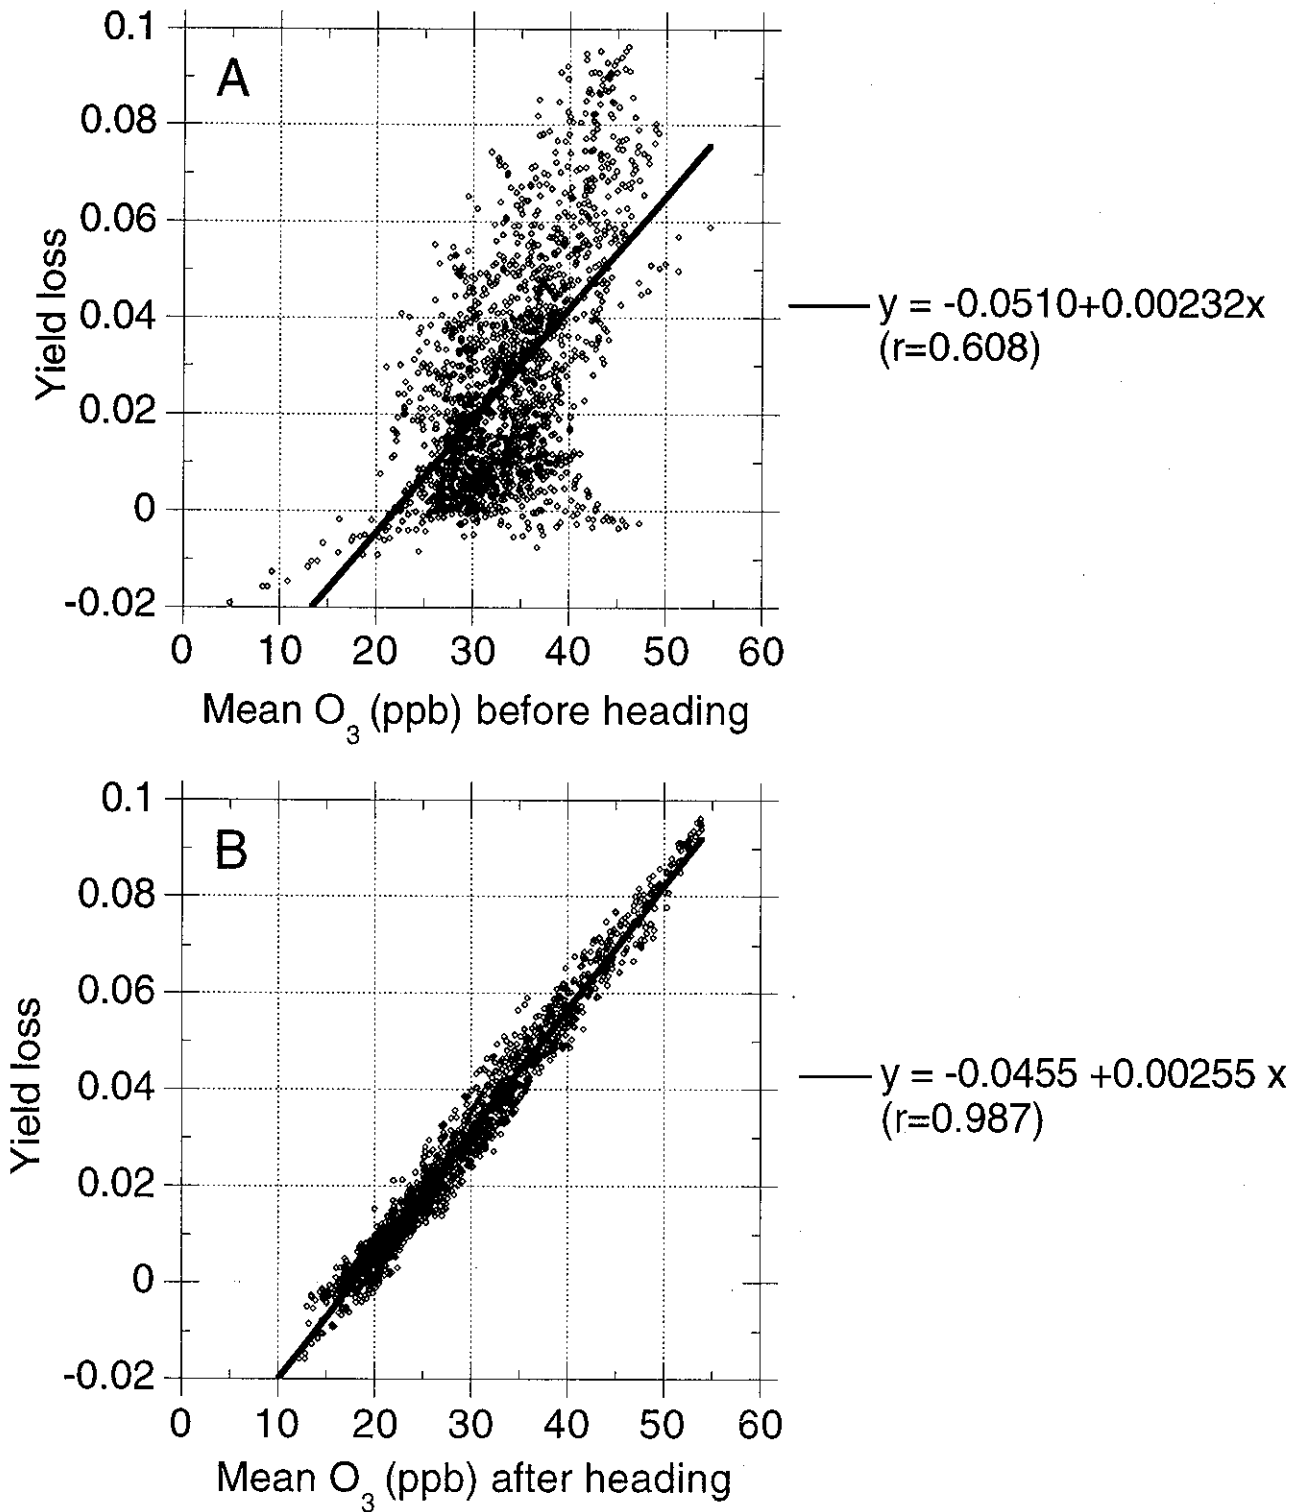 A
0.1
0.08
0.06
0.04
0.02
0
-0.02
Yield loss
0 10 20 30 40 50 60
Mean O3 (ppb) before heading
y = -0.0510+0.00232x
(r=0.608)
B
0.1
0.08
0.06
0.04
0.02
0
-0.02
Yield loss
0 10 20 30 40 50 60
Mean O3 (ppb) after heading
y = -0.0455 +0.00255 x
(r=0.987)